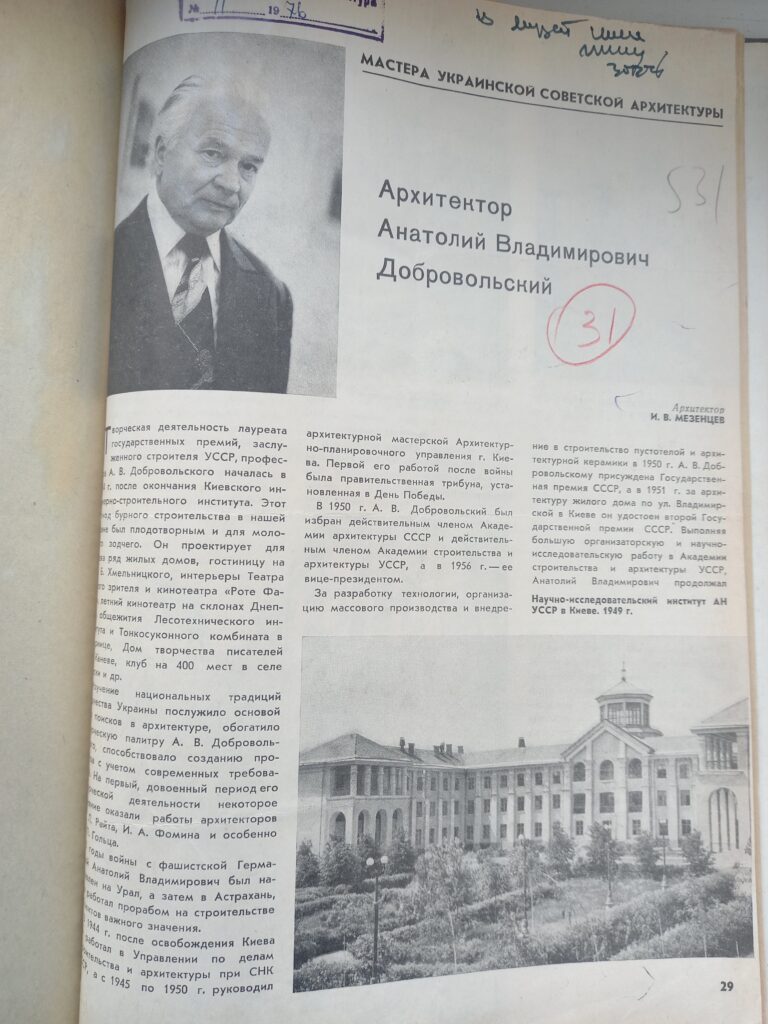 № 11 1976
МАСТЕРА УКРАИНСКОЙ СОВЕТСКОЙ АРХИТЕКТУРЫ
Архитектор
Анатолий Владимирович
Добровольский
531
31
Архитектор
И. В. МЕЗЕНЦЕВ
Творческая деятельность лауреата
государственных премий, заслу-
женного строителя УССР, профес-
А. В. Добровольского началась в
г. после окончания Киевского ин-
женерно-строительного института. Этот
бурного строительства в нашей
был плодотворным и для моло-
зодчего. Он проектирует для
ряд жилых домов, гостиницу на
Б. Хмельницкого, интерьеры Театра
зрителя и кинотеатра «Роте Фа-
летний кинотеатр на склонах Днеп-
общежития Лесотехнического ин-
и Тонкосуконного комбината в
Дом творчества писателей
клуб на 400 мест в селе
и др.
национальных традиций
Украины послужило основой
поисков в архитектуре, обогатило
палитру А. В. Доброволь-
способствовало созданию про-
с учетом современных требова-
На первый, довоенный период его
деятельности некоторое
оказали работы архитекторов
Райта, И. А. Фомина и особенно
Гольца.
годы войны с фашистской Герма-
Анатолий Владимирович был на-
на Урал, а затем в Астрахань,
работал прорабом на строительстве
важного значения.
1944 г. после освобождения Киева
работал в Управлении по делам
и архитектуры при СНК
а с 1945 по 1950 г. руководил
архитектурной мастерской Архитектур-
но-планировочного управления г. Кие-
ва. Первой его работой после войны
была правительственная трибуна, уста-
новленная в День Победы.
В 1950 г. А. В. Добровольский был
избран действительным членом Акаде-
мии архитектуры СССР и действитель-
ным членом Академии строительства и
архитектуры УССР, а в 1956 г. — ее
вице-президентом.
За разработку технологии, организа-
цию массового производства и внедре-
ние в строительство пустотелой и архи-
тектурной керамики в 1950 г. А. В. Доб-
ровольскому присуждена Государствен-
ная премия СССР, а в 1951 г. за архи-
тектуру жилого дома по ул. Владимир-
ской в Киеве он удостоен второй Госу-
дарственной премии СССР. Выполняя
большую организаторскую и научно-
исследовательскую работу в Академии
строительства и архитектуры УССР,
Анатолий Владимирович продолжал
Научно-исследовательский институт АН
УССР в Киеве. 1949 г.
29